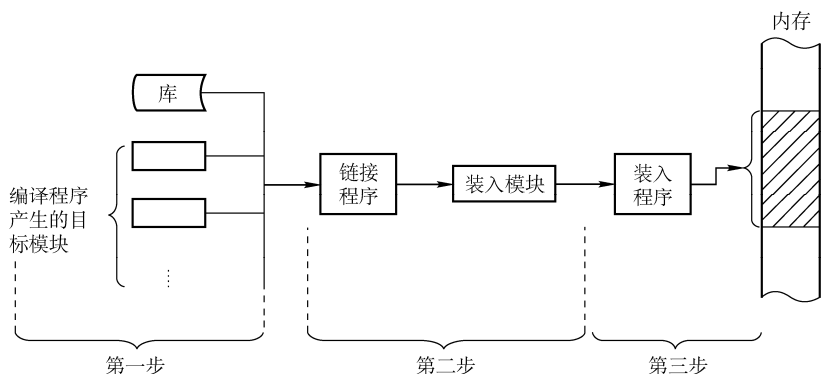 内存
库
编译程序
产生的目
标模块
链接
程序
装入模块
装入
程序
第一步
第二步
第三步